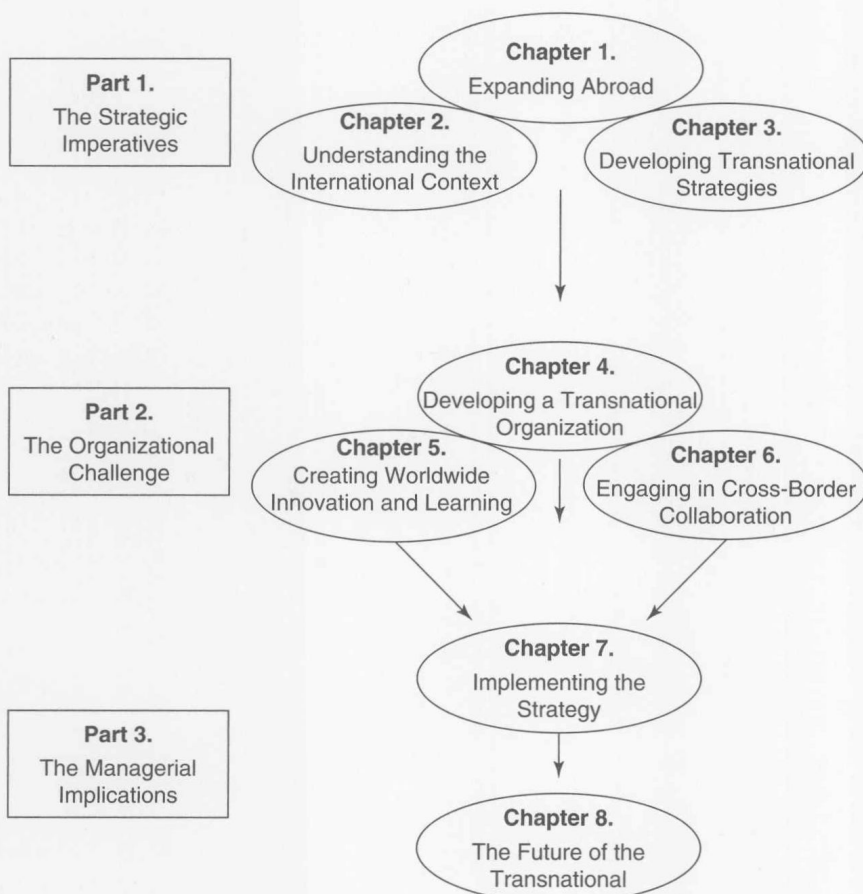 Part 1.
The Strategic
Imperatives
Chapter 1.
Expanding Abroad
Chapter 2.
Understanding the
International Context
Chapter 3.
Developing Transnational
Strategies
Part 2.
The Organizational
Challenge
Chapter 4.
Developing a Transnational
Organization
Chapter 5.
Creating Worldwide
Innovation and Learning
Chapter 6.
Engaging in Cross-Border
Collaboration
Part 3.
The Managerial
Implications
Chapter 7.
Implementing the
Strategy
Chapter 8.
The Future of the
Transnational